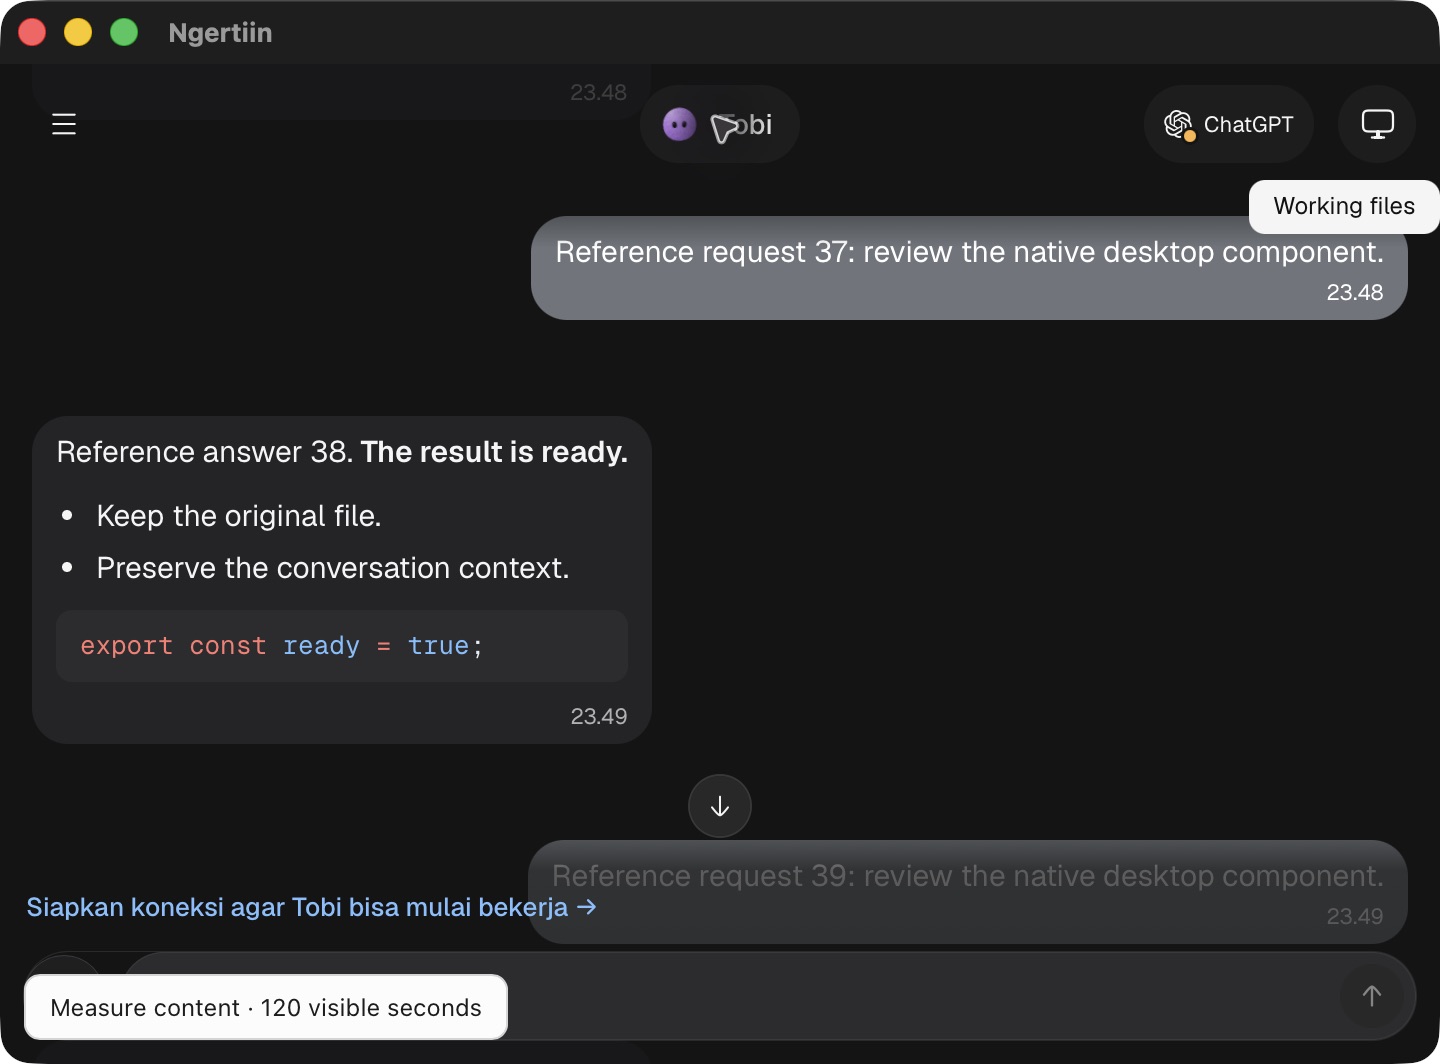 Ngertiin
23.48
Tobi
ChatGPT
Working files
Reference request 37: review the native desktop component.
23.48
Reference answer 38. The result is ready.
• Keep the original file.
• Preserve the conversation context.
export const ready = true;
23.49
Reference request 39: review the native desktop component.
23.49
Siapkan koneksi agar Tobi bisa mulai bekerja →
Measure content · 120 visible seconds